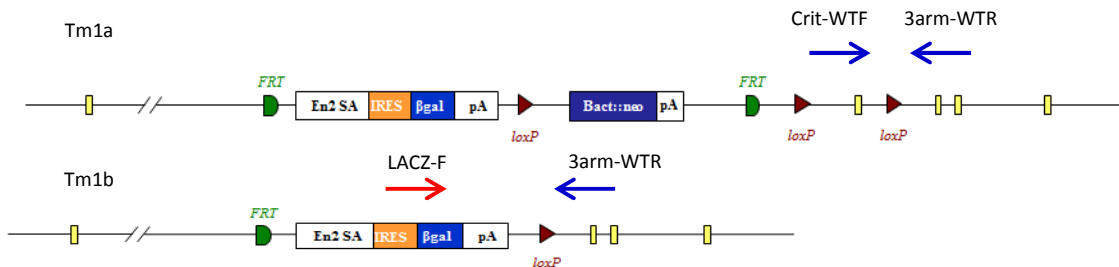 Crit-WTF 3arm-WTR
Tm1a
FRT FRT
En2 SA IRES βgal pA Bact::neo pA
loxP loxP loxP
LACZ-F 3arm-WTR
Tm1b
FRT
En2 SA IRES βgal pA
loxP